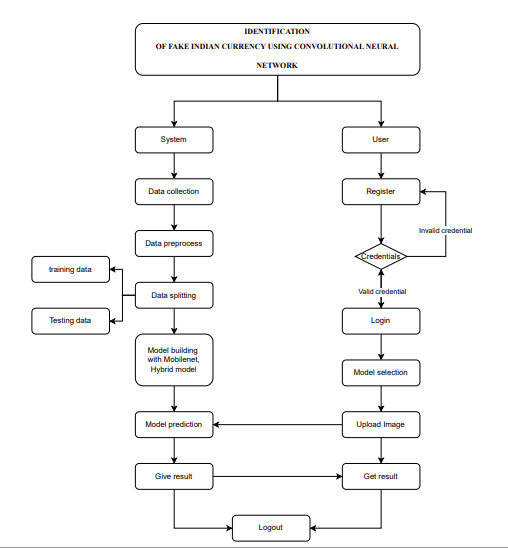 IDENTIFICATION
OF FAKE INDIAN CURRENCY USING CONVOLUTIONAL NEURAL
NETWORK
System
User
Data collection
Register
Invalid credential
Data preprocess
Credentials
training data
Data splitting
Valid credential
Testing data
Login
Model building
with Mobilenet,
Hybrid model
Model selection
Model prediction
Upload Image
Give result
Get result
Logout